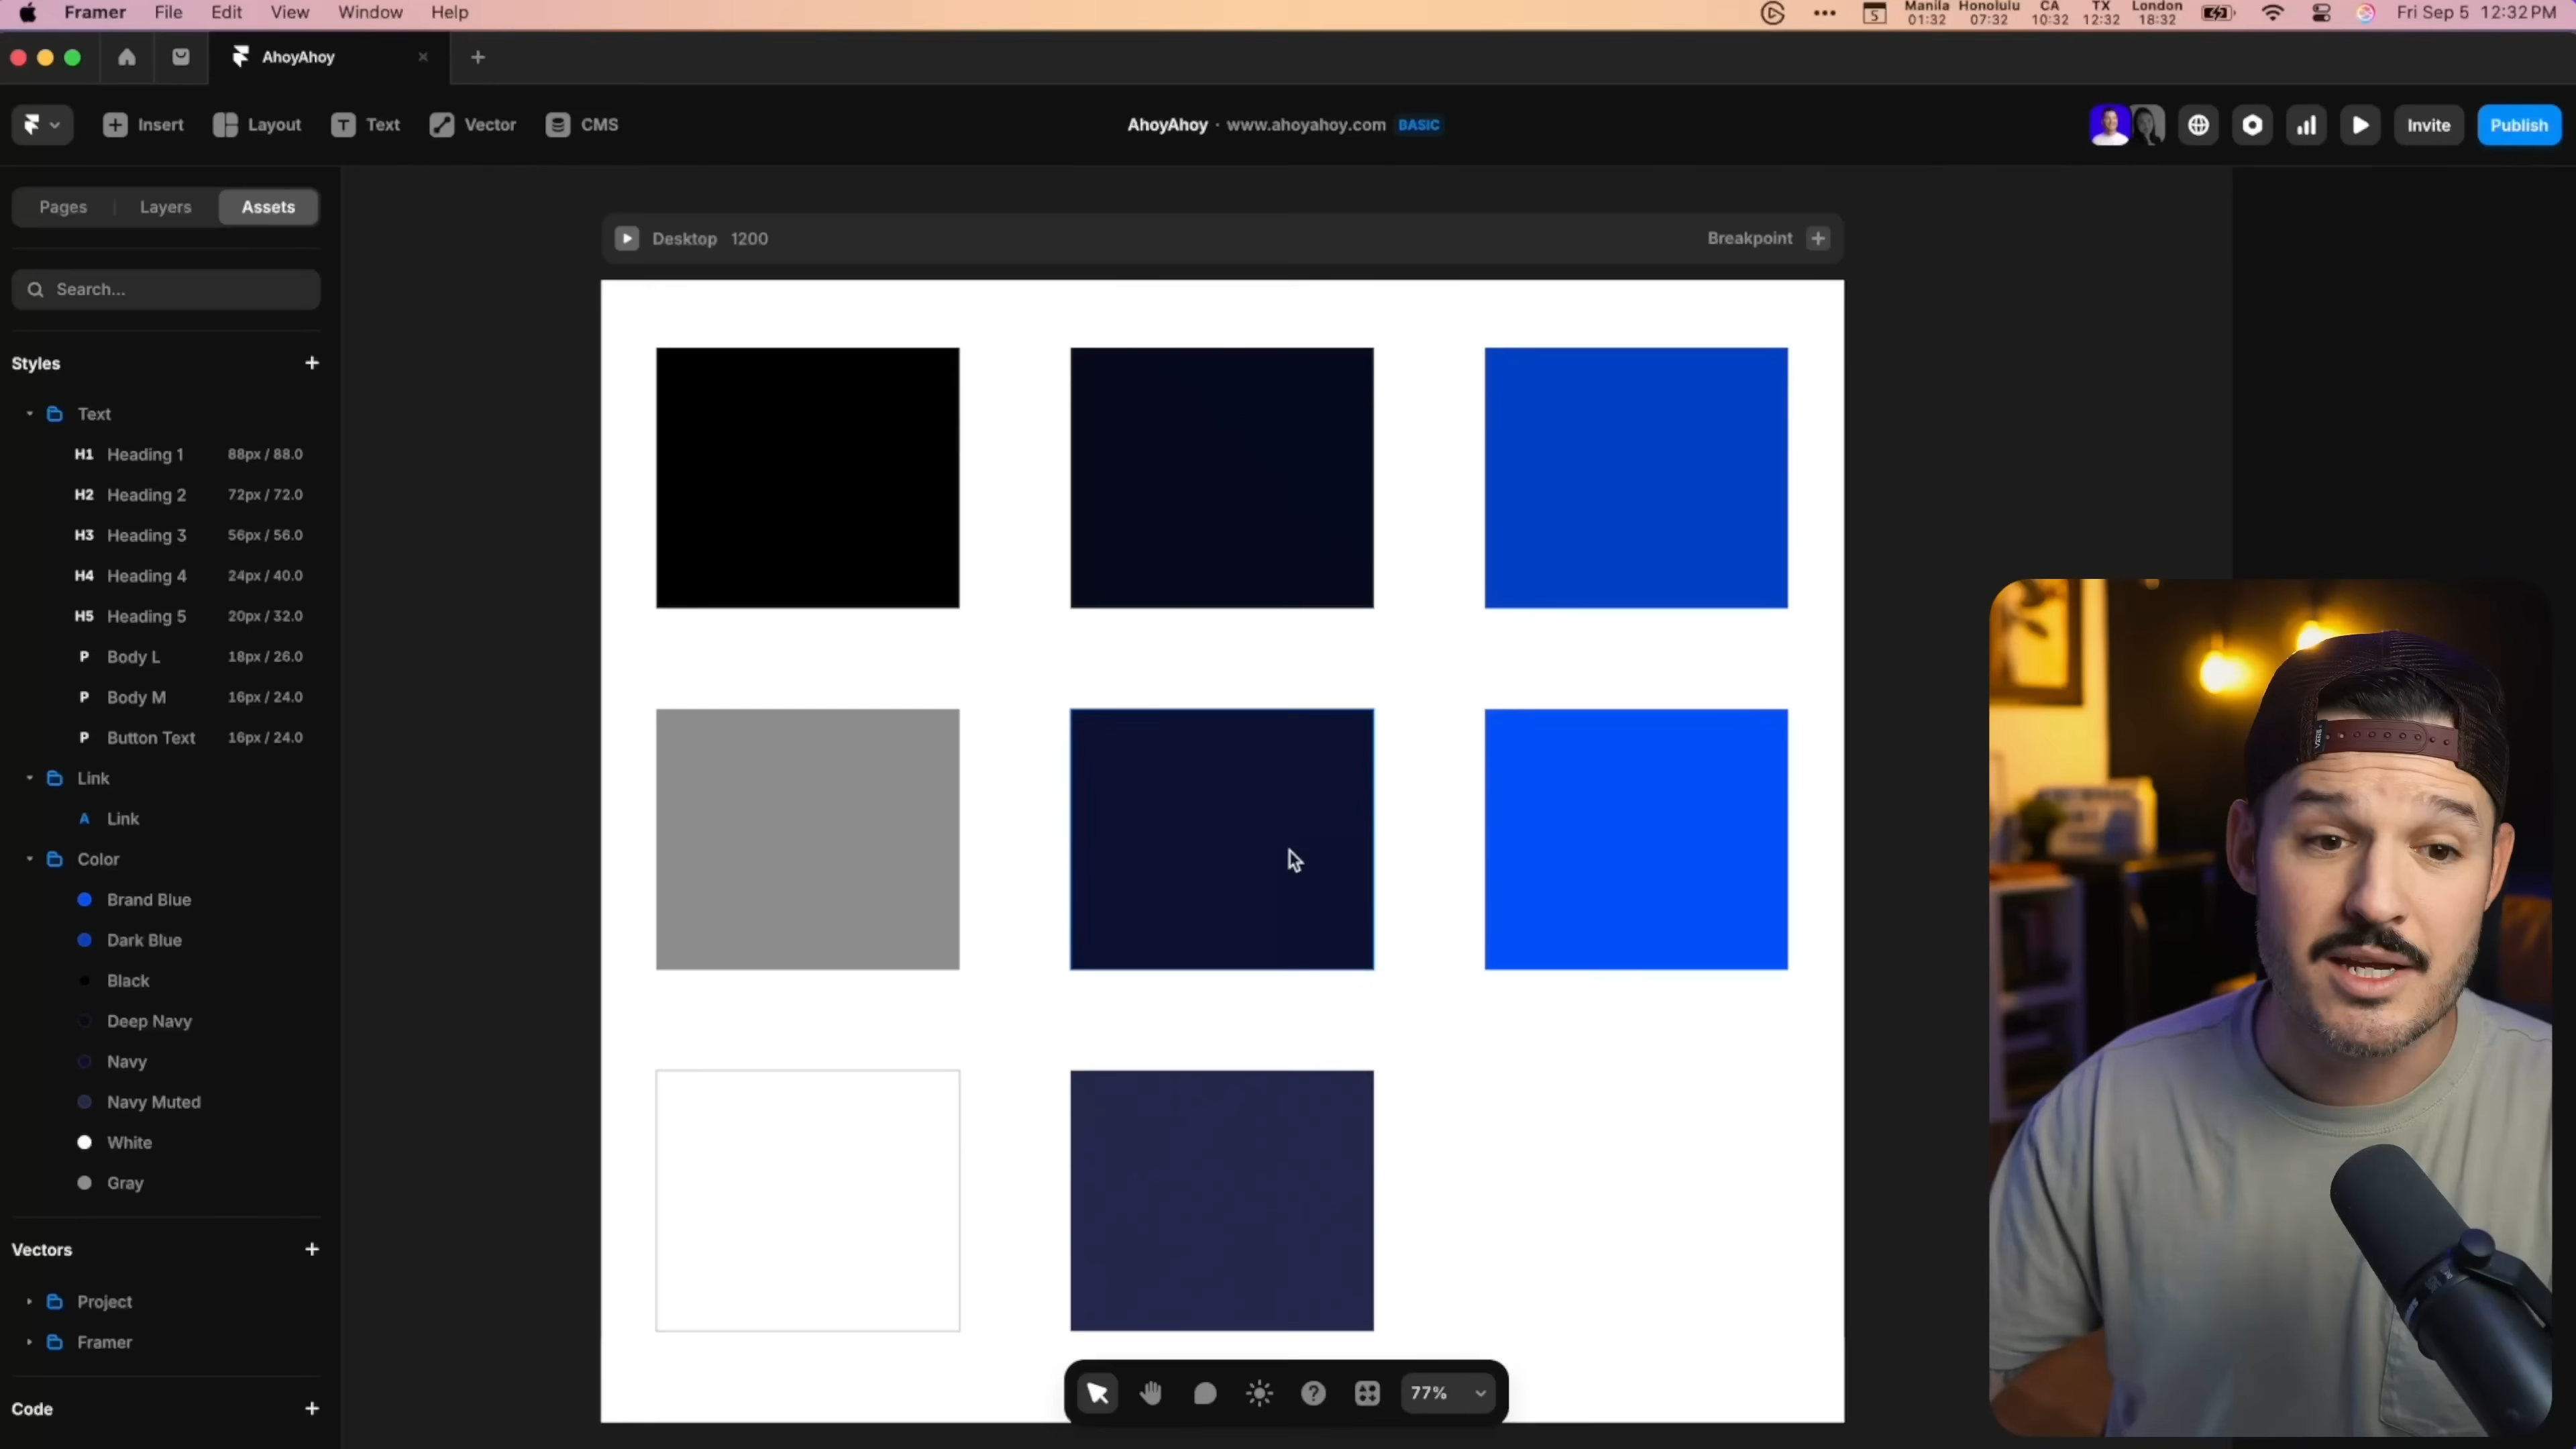 Framer File Edit View Window Help
Manila Honolulu CA TX London
01:32 07:32 10:32 12:32 18:32
Fri Sep 5 12:32 PM
AhoyAhoy
Insert Layout Text Vector CMS
AhoyAhoy · www.ahoyahoy.com BASIC
Invite Publish
Pages Layers Assets
Desktop 1200
Breakpoint
Search...
Styles
Text
H1 Heading 1 88px / 88.0
H2 Heading 2 72px / 72.0
H3 Heading 3 56px / 56.0
H4 Heading 4 24px / 40.0
H5 Heading 5 20px / 32.0
P Body L 18px / 26.0
P Body M 16px / 24.0
P Button Text 16px / 24.0
Link
A Link
Color
Brand Blue
Dark Blue
Black
Deep Navy
Navy
Navy Muted
White
Gray
Vectors
Project
Framer
Code
77%